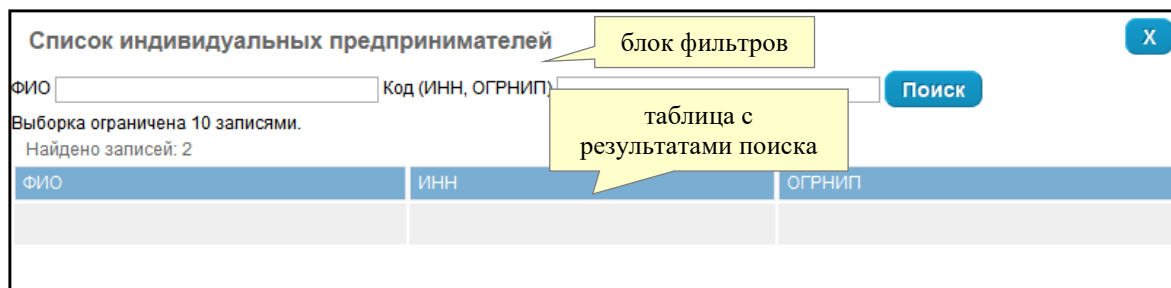 Список индивидуальных предпринимателей
блок фильтров
X
ФИО
Код (ИНН, ОГРНИП)
Поиск
Выборка ограничена 10 записями.
таблица с
результатами поиска
Найдено записей: 2
ФИО
ИНН
ОГРНИП